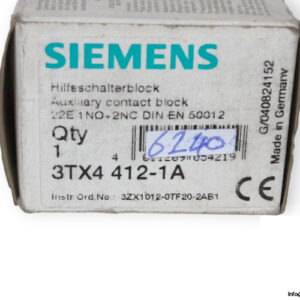 SIEMENS
Hilfsschalterblock
Auxiliary contact block
22E 1NO+2NC DIN EN 50012
Qty
1
6240
3TX4 412-1A
Instr.Ord.No.: 3ZX1012-0TF20-2AB1
G/040824152
Made in Germany